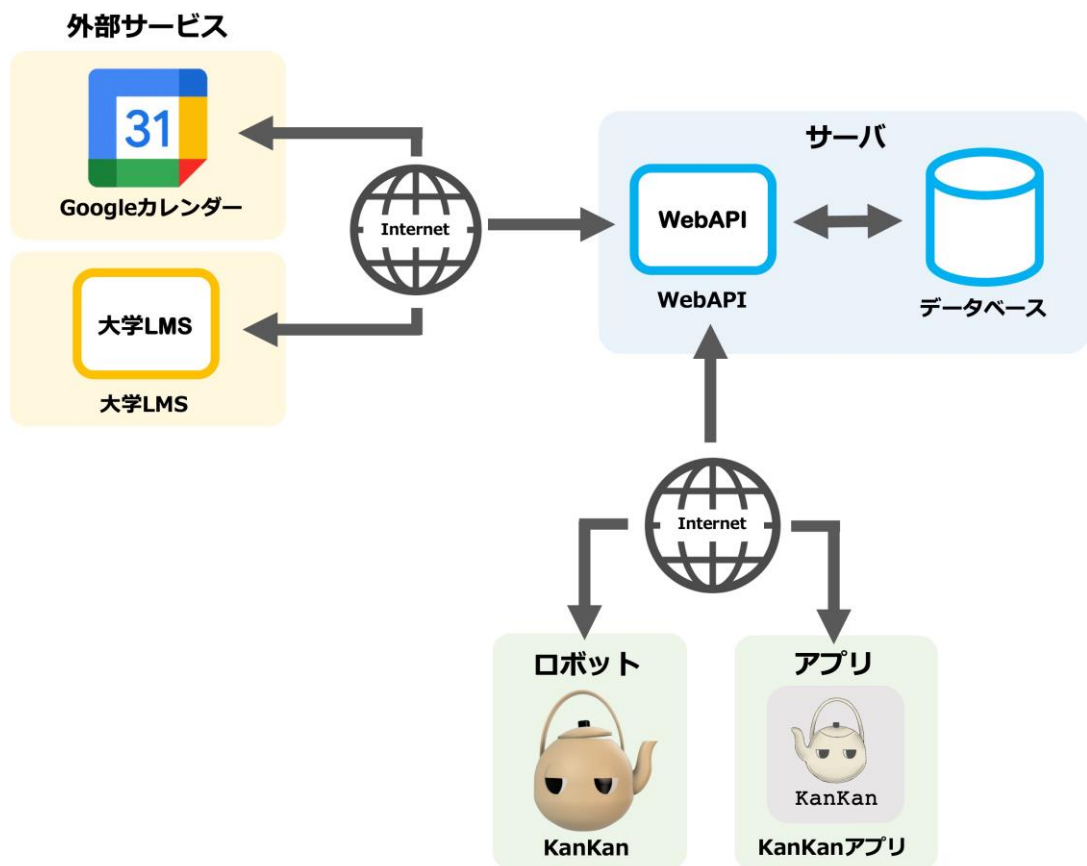 外部サービス
31
Googleカレンダー
大学LMS
大学LMS
Internet
サーバ
WebAPI
WebAPI
データベース
Internet
ロボット
KanKan
アプリ
KanKan
KanKanアプリ